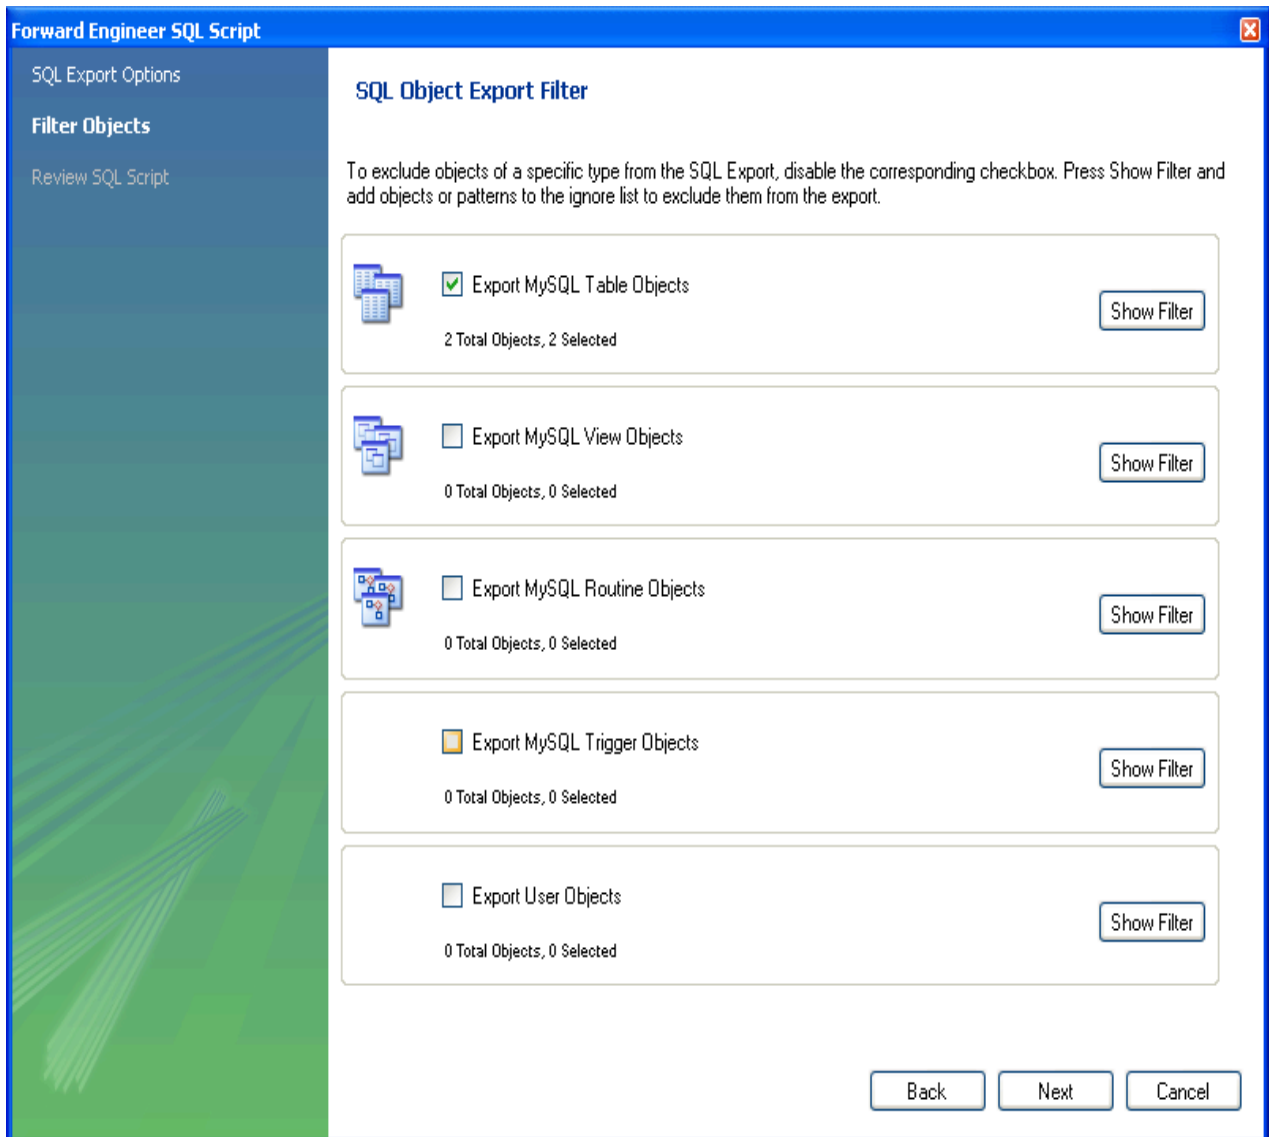 Forward Engineer SQL Script
SQL Export Options
Filter Objects
Review SQL Script
SQL Object Export Filter
To exclude objects of a specific type from the SQL Export, disable the corresponding checkbox. Press Show Filter and
add objects or patterns to the ignore list to exclude them from the export.
Export MySQL Table Objects
Show Filter
2 Total Objects, 2 Selected
Export MySQL View Objects
Show Filter
0 Total Objects, 0 Selected
Export MySQL Routine Objects
Show Filter
0 Total Objects, 0 Selected
Export MySQL Trigger Objects
Show Filter
0 Total Objects, 0 Selected
Export User Objects
Show Filter
0 Total Objects, 0 Selected
Back
Next
Cancel